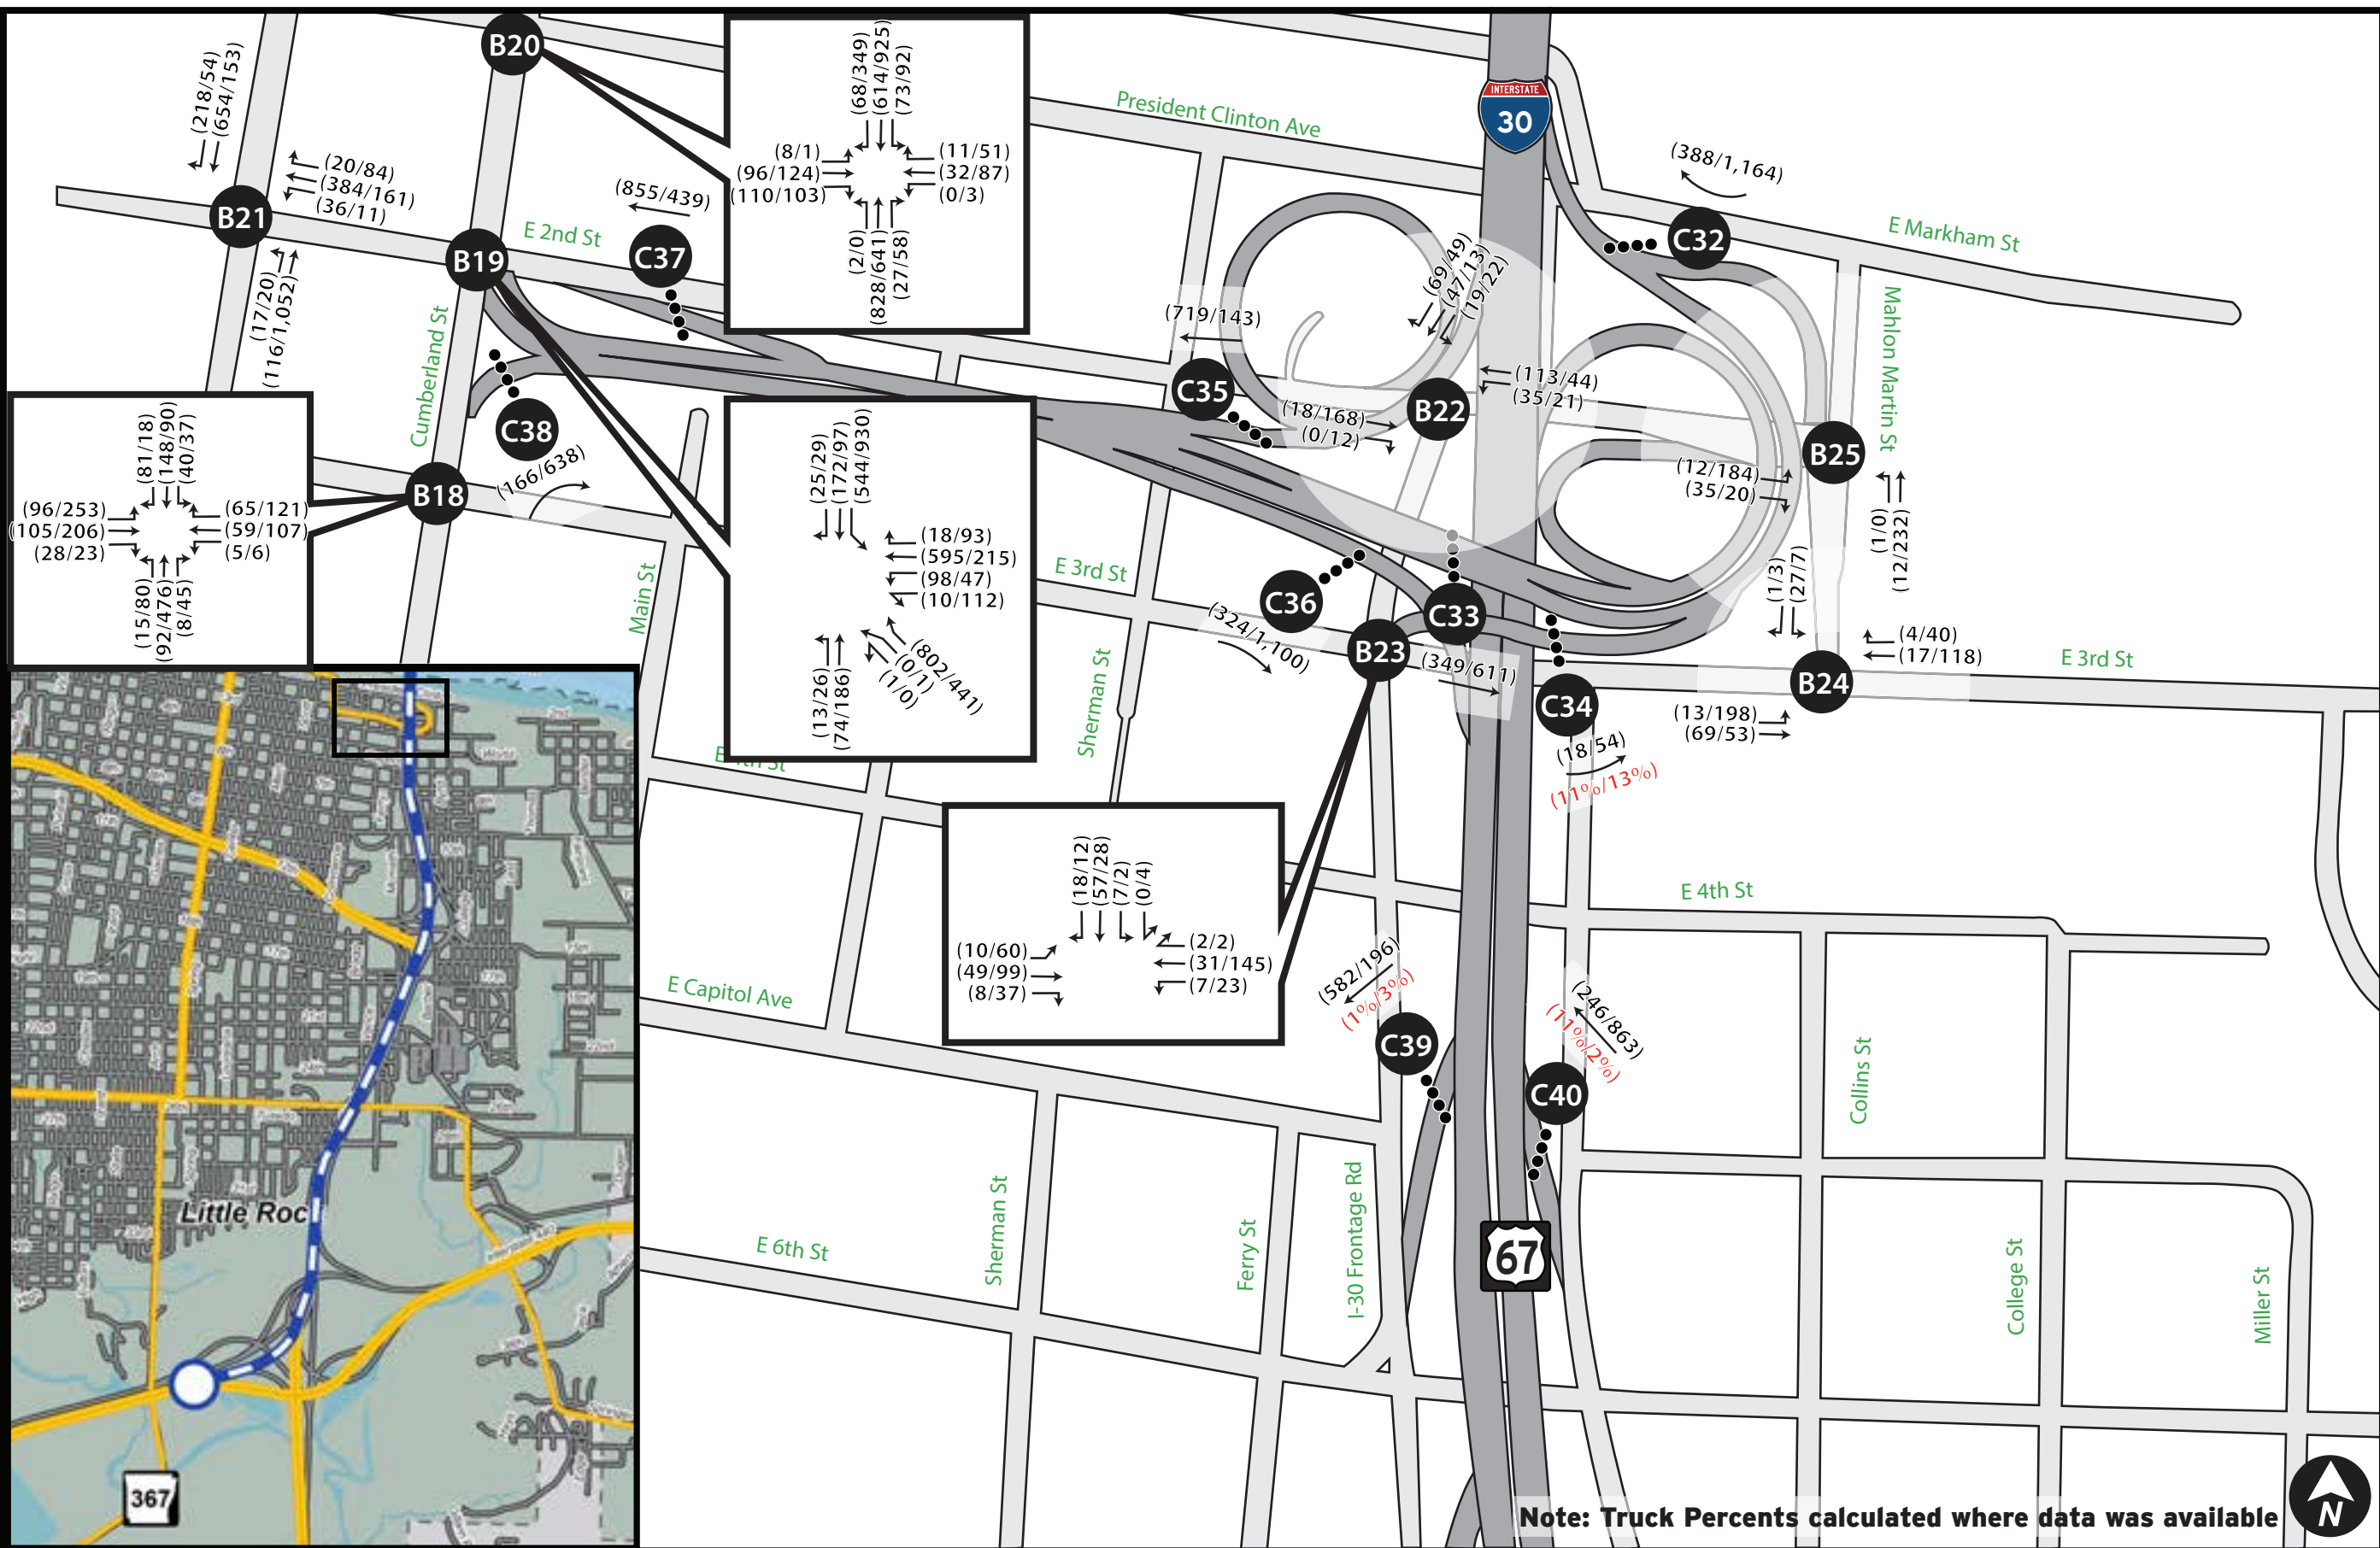 B20
(68/349)
(614/925)
(73/92)
(8/1)
(96/124)
(110/103)
(11/51)
(32/87)
(0/3)
(2/0)
(828/641)
(27/58)
President Clinton Ave
INTERSTATE
30
(388/1,164)
C32
E Markham St
(218/54)
(654/153)
(20/84)
(384/161)
(36/11)
B21
(17/20)
(116/1,052)
B19
E 2nd St
(855/439)
C37
Cumberland St
C38
(166/638)
B18
(81/18)
(148/90)
(40/37)
(96/253)
(105/206)
(28/23)
(65/121)
(59/107)
(5/6)
(15/80)
(92/476)
(8/45)
Main St
(25/29)
(172/97)
(544/930)
(18/93)
(595/215)
(98/47)
(10/112)
(13/26)
(74/186)
(802/441)
(0/1)
(1/0)
(719/143)
C35
(69/49)
(47/13)
(19/22)
(113/44)
(35/21)
B22
(18/168)
(0/12)
Mahlon Martin St
B25
(12/184)
(35/20)
(1/0)
(12/232)
(1/3)
(27/7)
E 3rd St
C36
C33
(324/1,100)
B23
(349/611)
C34
(18/54)
(11%/13%)
(4/40)
(17/118)
E 3rd St
B24
(13/198)
(69/53)
Sherman St
(18/12)
(57/28)
(7/2)
(0/4)
(10/60)
(49/99)
(8/37)
(2/2)
(31/145)
(7/23)
E 4th St
E Capitol Ave
(582/196)
(1%/3%)
C39
(246/863)
(11%/2%)
C40
Collins St
E 6th St
Sherman St
Ferry St
I-30 Frontage Rd
67
College St
Miller St
Little Roc
367
Note: Truck Percents calculated where data was available
N